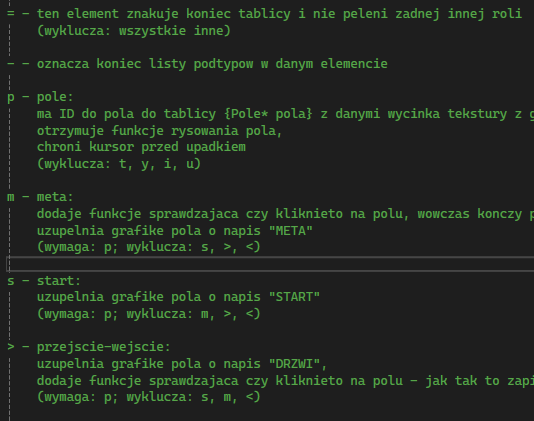 = - ten element znakuje koniec tablicy i nie peleni zadnej innej roli
(wyklucza: wszystkie inne)
- - oznacza koniec listy podtypow w danym elemencie
p - pole:
ma ID do pola do tablicy {Pole* pola} z danymi wycinka tekstury z
otrzymuje funkcje rysowania pola,
chroni kursor przed upadkiem
(wyklucza: t, y, i, u)
m - meta:
dodaje funkcje sprawdzajaca czy kliknieto na polu, wowczas konczy
uzupelnia grafike pola o napis "META"
(wymaga: p; wyklucza: s, >, <)
s - start:
uzupelnia grafike pola o napis "START"
(wymaga: p; wyklucza: m, >, <)
> - przejscie-wejscie:
uzupelnia grafike pola o napis "DRZWI",
dodaje funkcje sprawdzajaca czy kliknieto na polu - jak tak to
(wymaga: p; wyklucza: s, m, <)